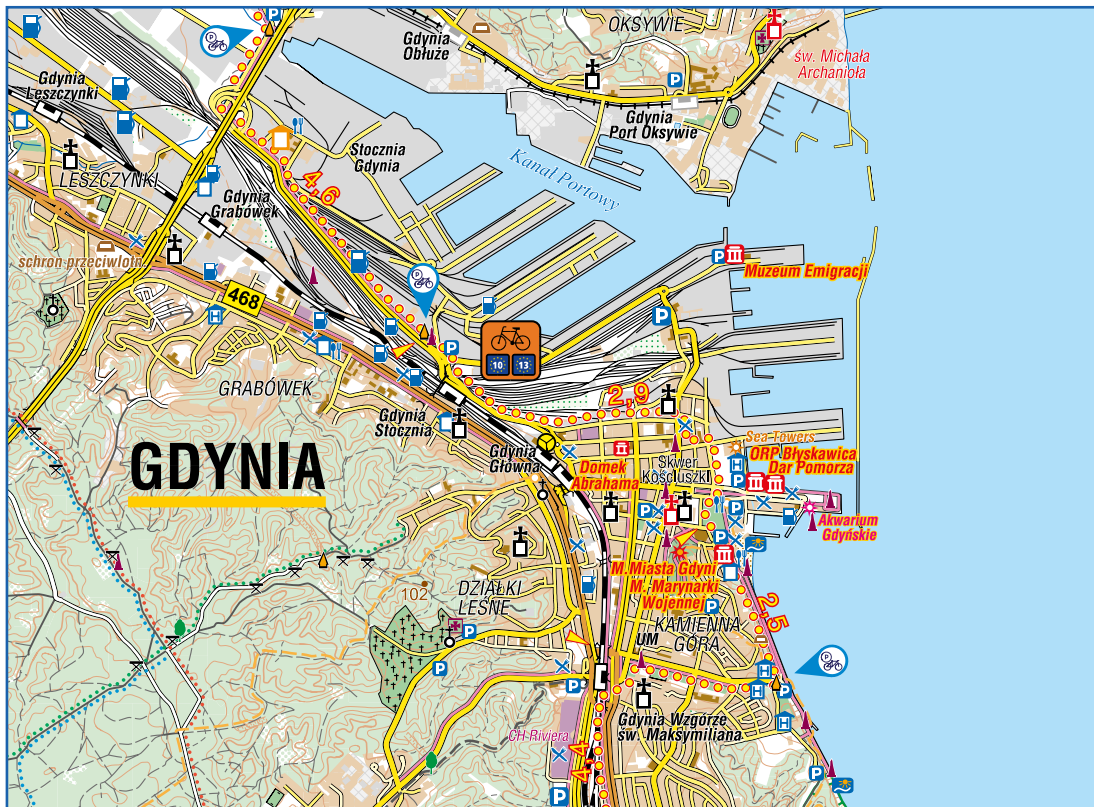 OKSYWIE
Gdynia
Obłuże
św. Michała
Archanioła
Gdynia
Leszczynki
Gdynia
Port Oksywie
Stocznia
Gdynia
Kanał Portowy
LESZCZYNKI
4,6
Gdynia
Grabówek
schron przeciwlotn.
Muzeum Emigracji
468
10
13
GRABÓWEK
2,9
Gdynia
Stocznia
GDYNIA
Gdynia
Główna
Domek
Abrahama
Skwer
Kościuszki
Sea Towers
ORP Błyskawica
Dar Pomorza
Akwarium
Gdyńskie
M. Miasta Gdyni
M. Marynarki
Wojennej
102
DZIAŁKI
LEŚNE
2,5
KAMIENNA
GÓRA
UM
Gdynia Wzgórze
św. Maksymiliana
CH Riviera
4,4
P
H